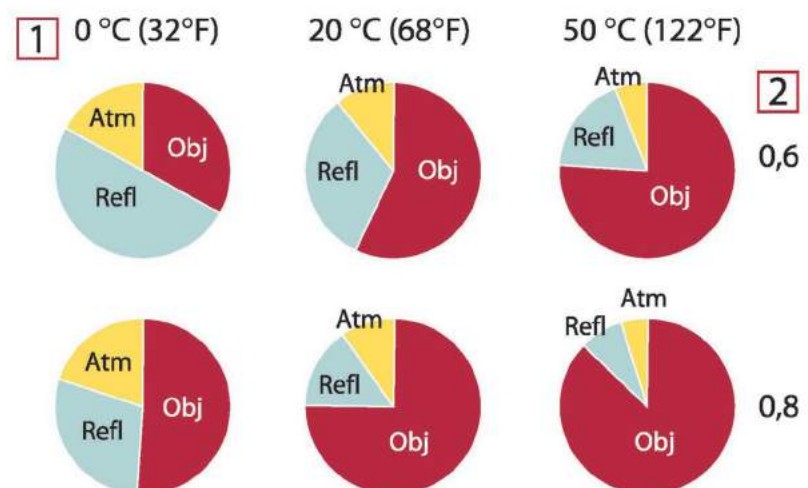 1 0 °C (32°F) 20 °C (68°F) 50 °C (122°F)
2
0,6
Atm Obj Refl
Atm Refl Obj
Atm Refl Obj
Atm Obj Refl
Atm Refl Obj
Atm Refl Obj
0,8